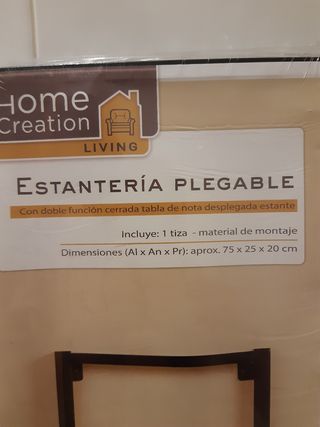 Home
Creation
LIVING
ESTANTERÍA PLEGABLE
Con doble función cerrada tabla de nota desplegada estante
Incluye: 1 tiza - material de montaje
Dimensiones (Al x An x Pr): aprox. 75 x 25 x 20 cm